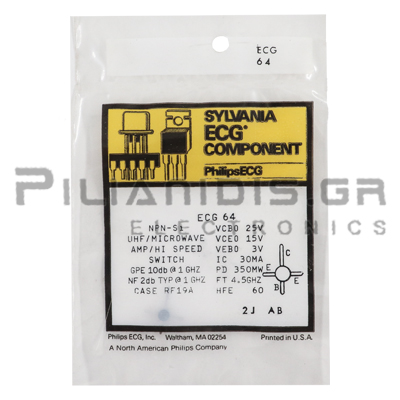 ECG
64
SYLVANIA
ECG®
COMPONENT
PhilipsECG
PILIANIDIS.GR
ELECTRONICS
ECG 64
NPN-Si VCBO 25V
UHF/MICROWAVE VCEO 15V
AMP/HI SPEED VEBO 3V
SWITCH IC 30MA
GPE 10db @ 1 GHZ PD 350MW
NF 2db TYP @ 1 GHZ FT 4.5GHZ
CASE RF19A HFE 60
C
E E
B
2J AB
Philips ECG, Inc. Waltham, MA 02254 Printed in U.S.A.
A North American Philips Company